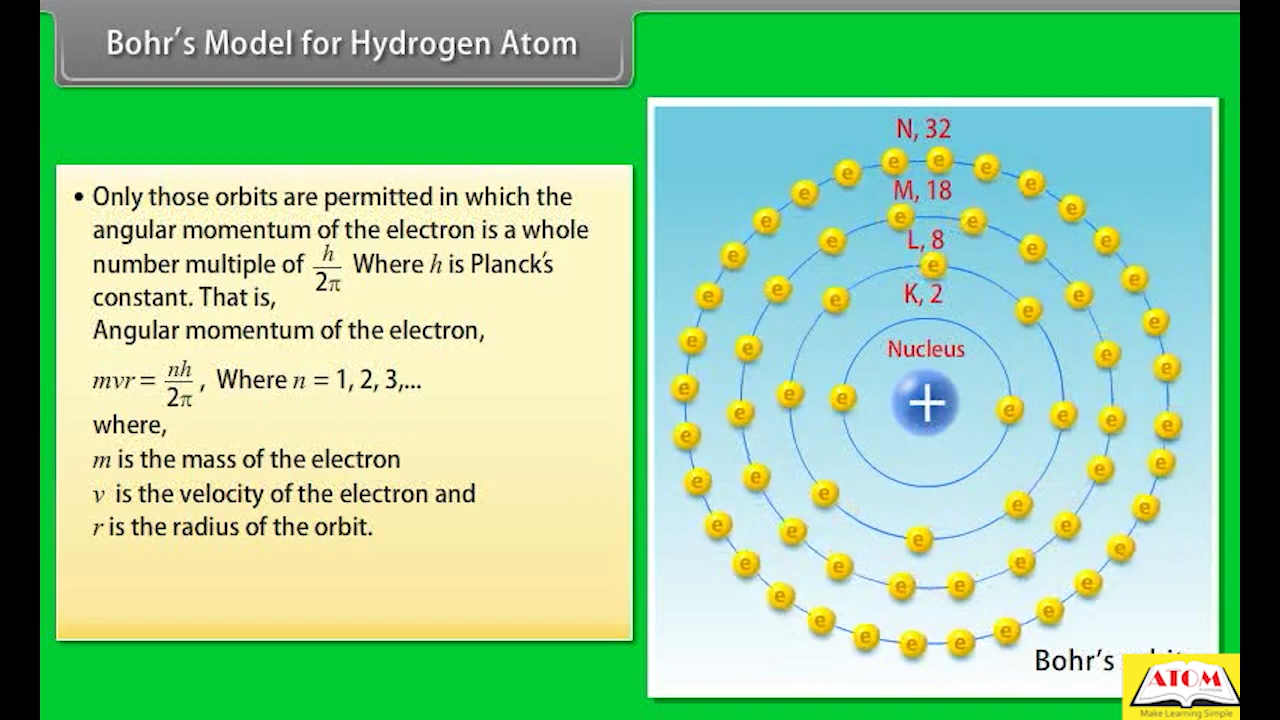 Bohr´s Model for Hydrogen Atom
• Only those orbits are permitted in which the
angular momentum of the electron is a whole
number multiple of h/2π Where h is Planck´s
constant. That is,
Angular momentum of the electron,
mvr = nh/2π , Where n = 1, 2, 3,...
where,
m is the mass of the electron
v is the velocity of the electron and
r is the radius of the orbit.
N, 32
M, 18
L, 8
K, 2
Nucleus
+
e e e e e e e e e e e e e e e e e e e e e e e e e e e e e e e e e e e e e e e e e e e e e e e e e e e e e e e e e e e e
Bohr's
ATOM
Make Learning Simple